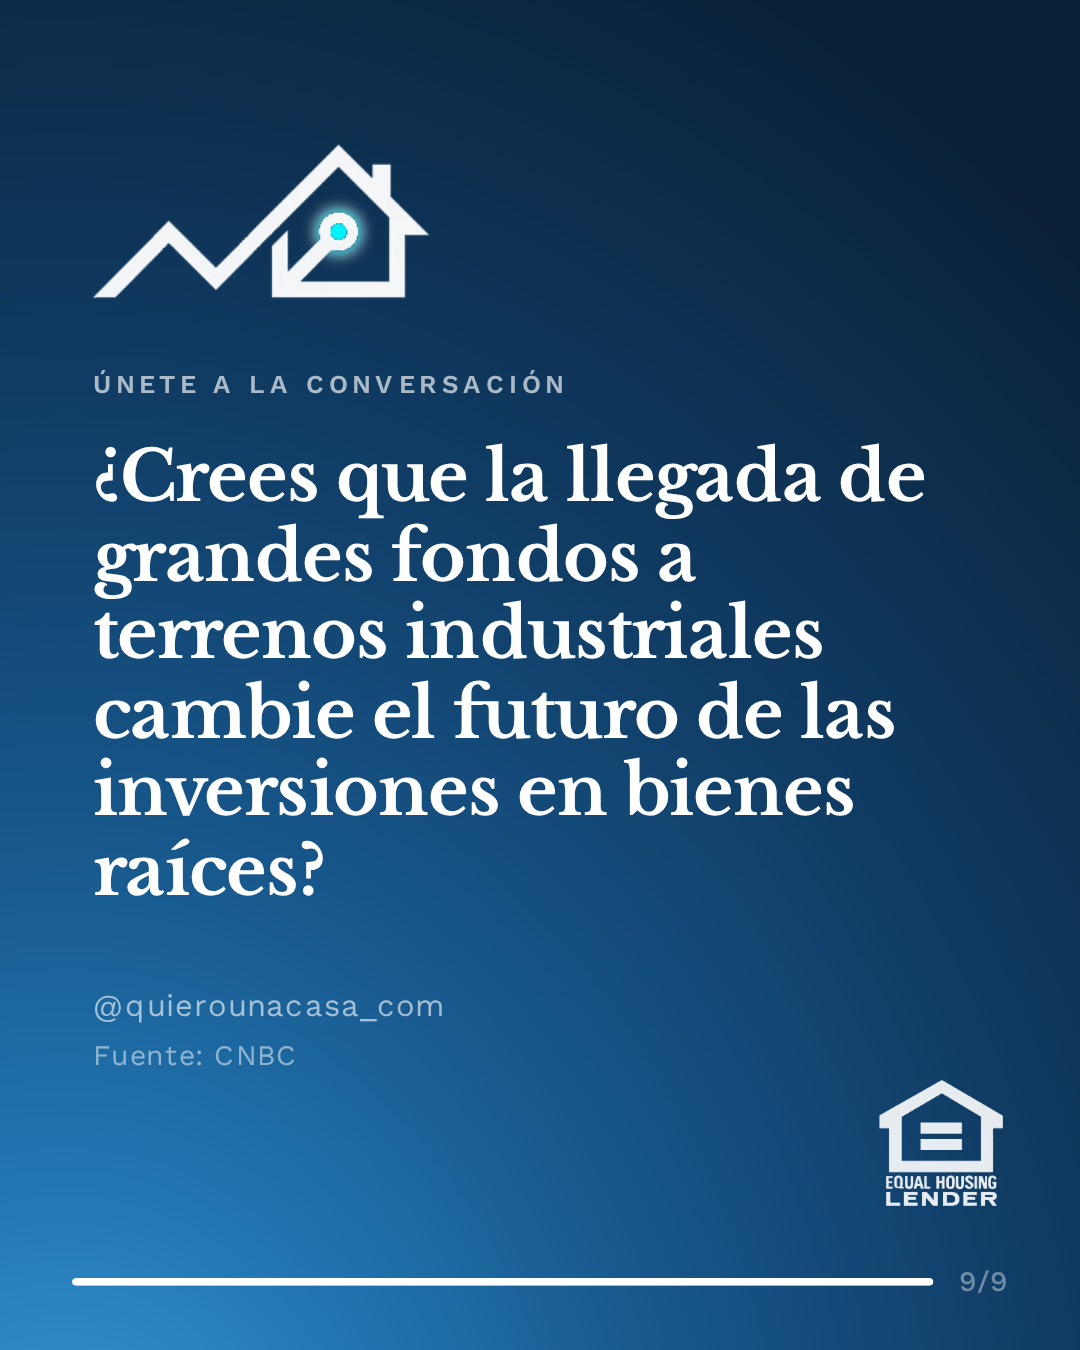 ÚNETE A LA CONVERSACIÓN
¿Crees que la llegada de
grandes fondos a
terrenos industriales
cambie el futuro de las
inversiones en bienes
raíces?
@quierounacasa_com
Fuente: CNBC
EQUAL HOUSING
LENDER
9/9